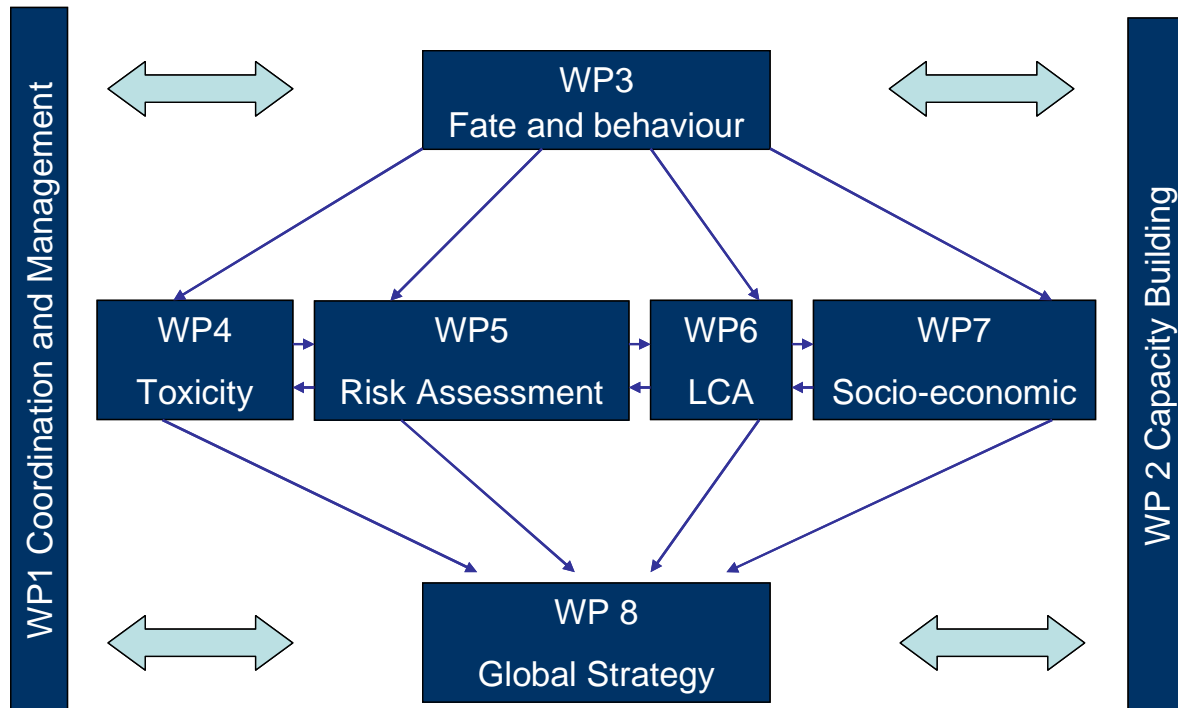 WP1 Coordination and Management
WP3
Fate and behaviour
WP4
Toxicity
WP5
Risk Assessment
WP6
LCA
WP7
Socio-economic
WP 8
Global Strategy
WP 2 Capacity Building